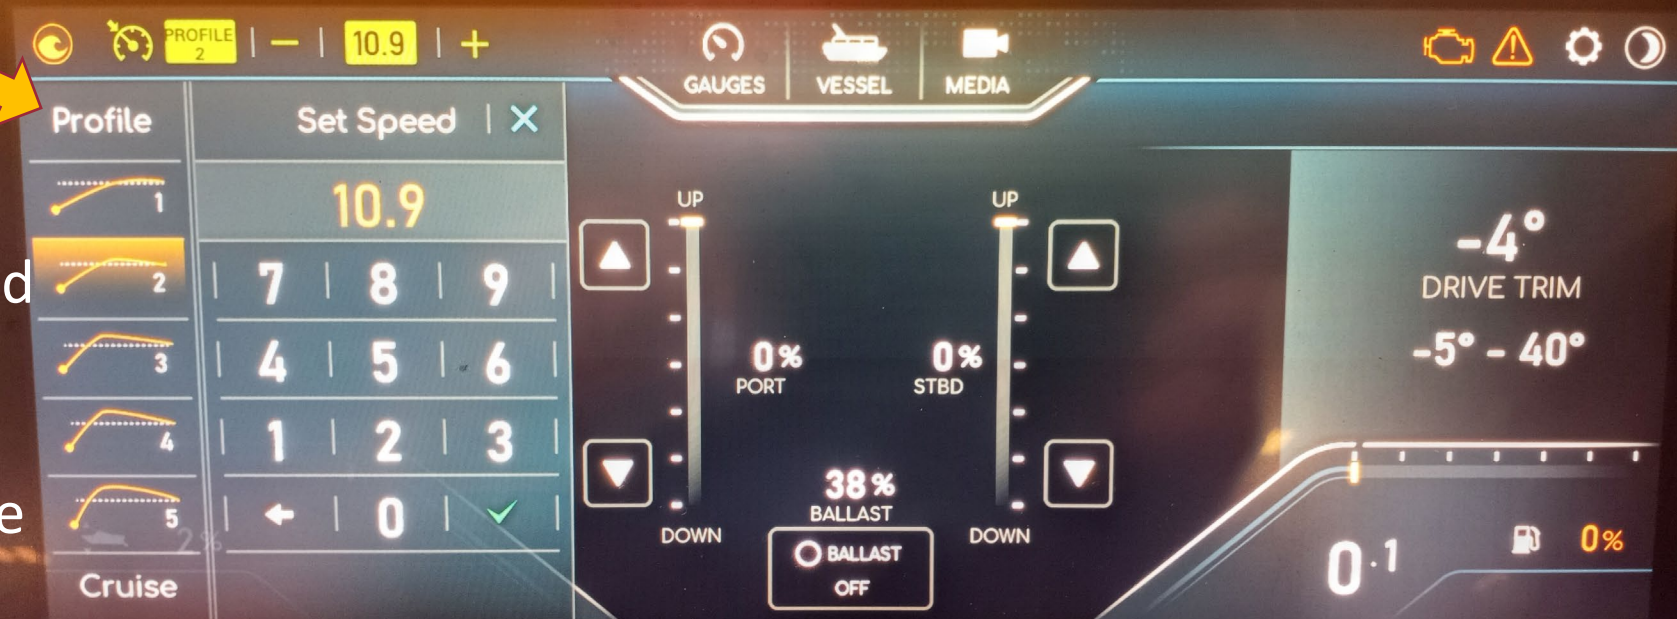 PROFILE
2
−
10.9
+
GAUGES
VESSEL
MEDIA
Profile
Set Speed
10.9
1
2
3
4
5
7 8 9
4 5 6
1 2 3
0
2%
Cruise
d
e
UP
0%
PORT
DOWN
UP
0%
STBD
DOWN
38%
BALLAST
BALLAST
OFF
-4°
DRIVE TRIM
-5° - 40°
0.1
0%